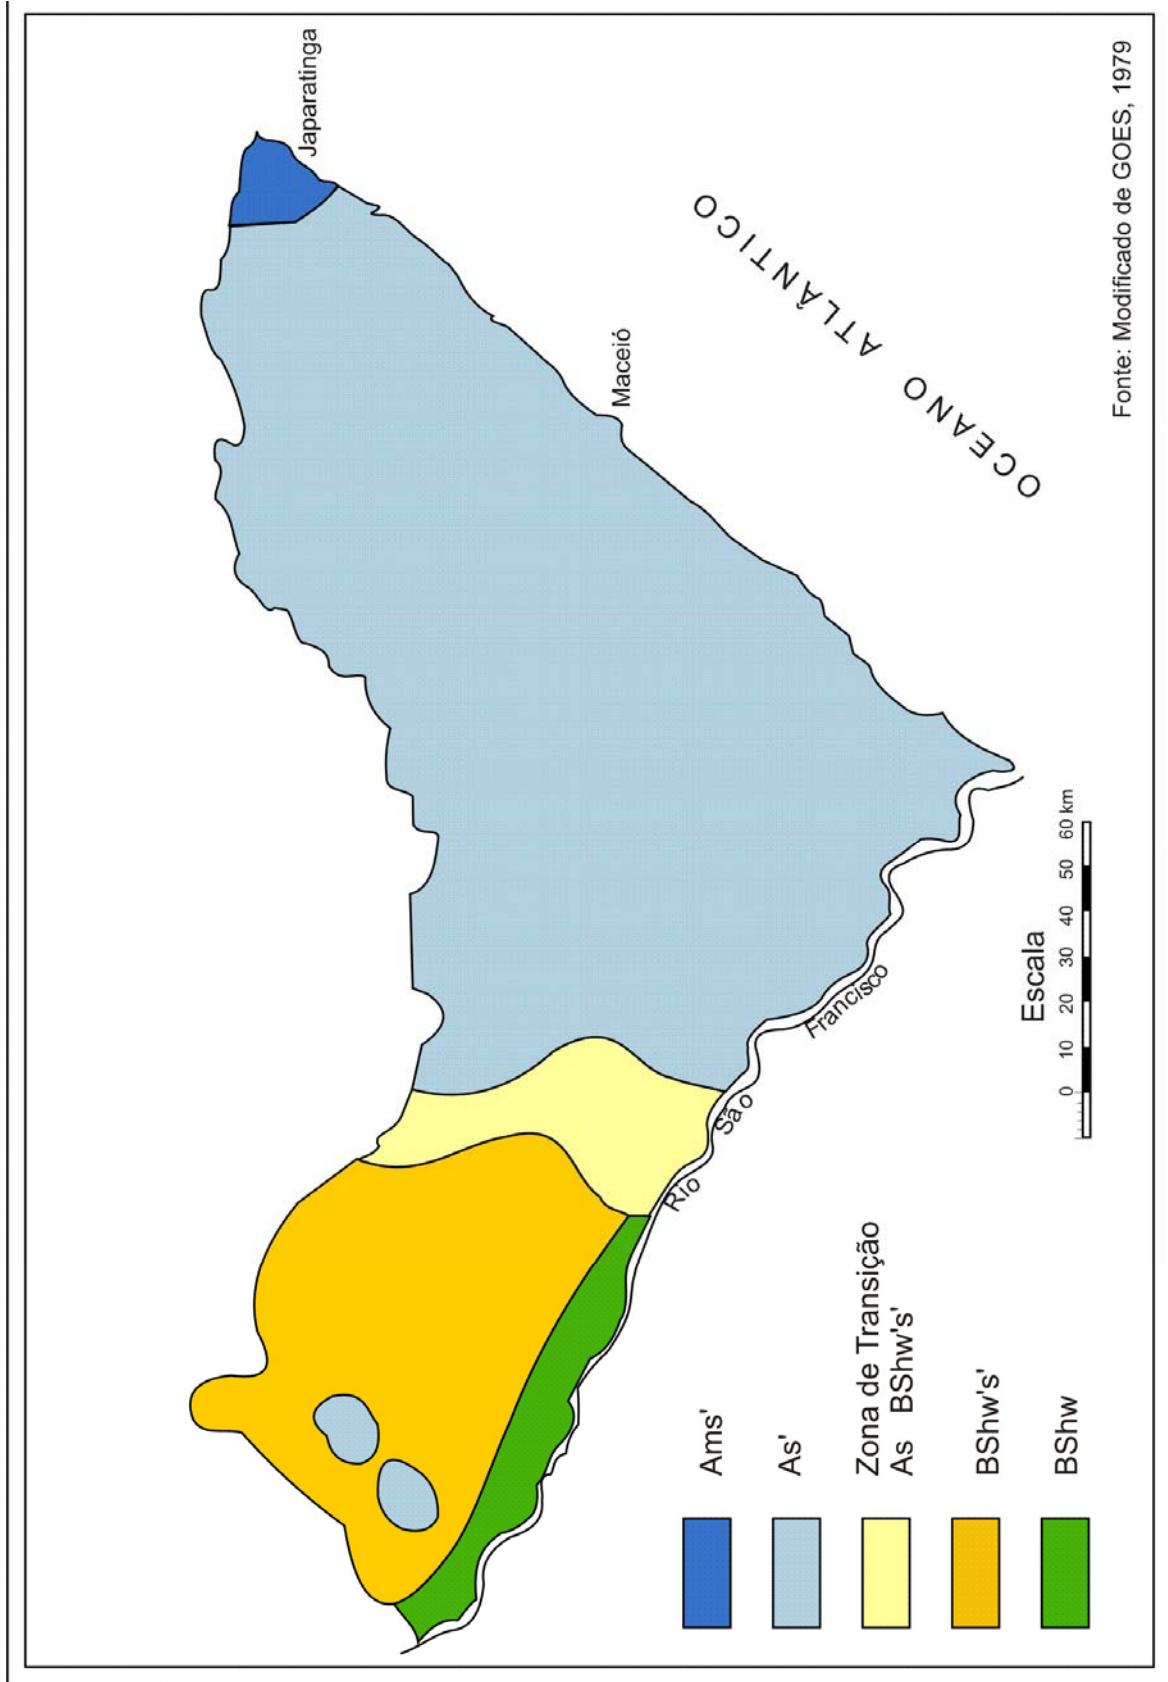 Japaratinga
Maceió
OCEANO ATLÂNTICO
Rio São Francisco
Ams'
As'
Zona de Transição
As BShw's'
BShw's'
BShw
Escala
0 10 20 30 40 50 60 km
Fonte: Modificado de GOES, 1979